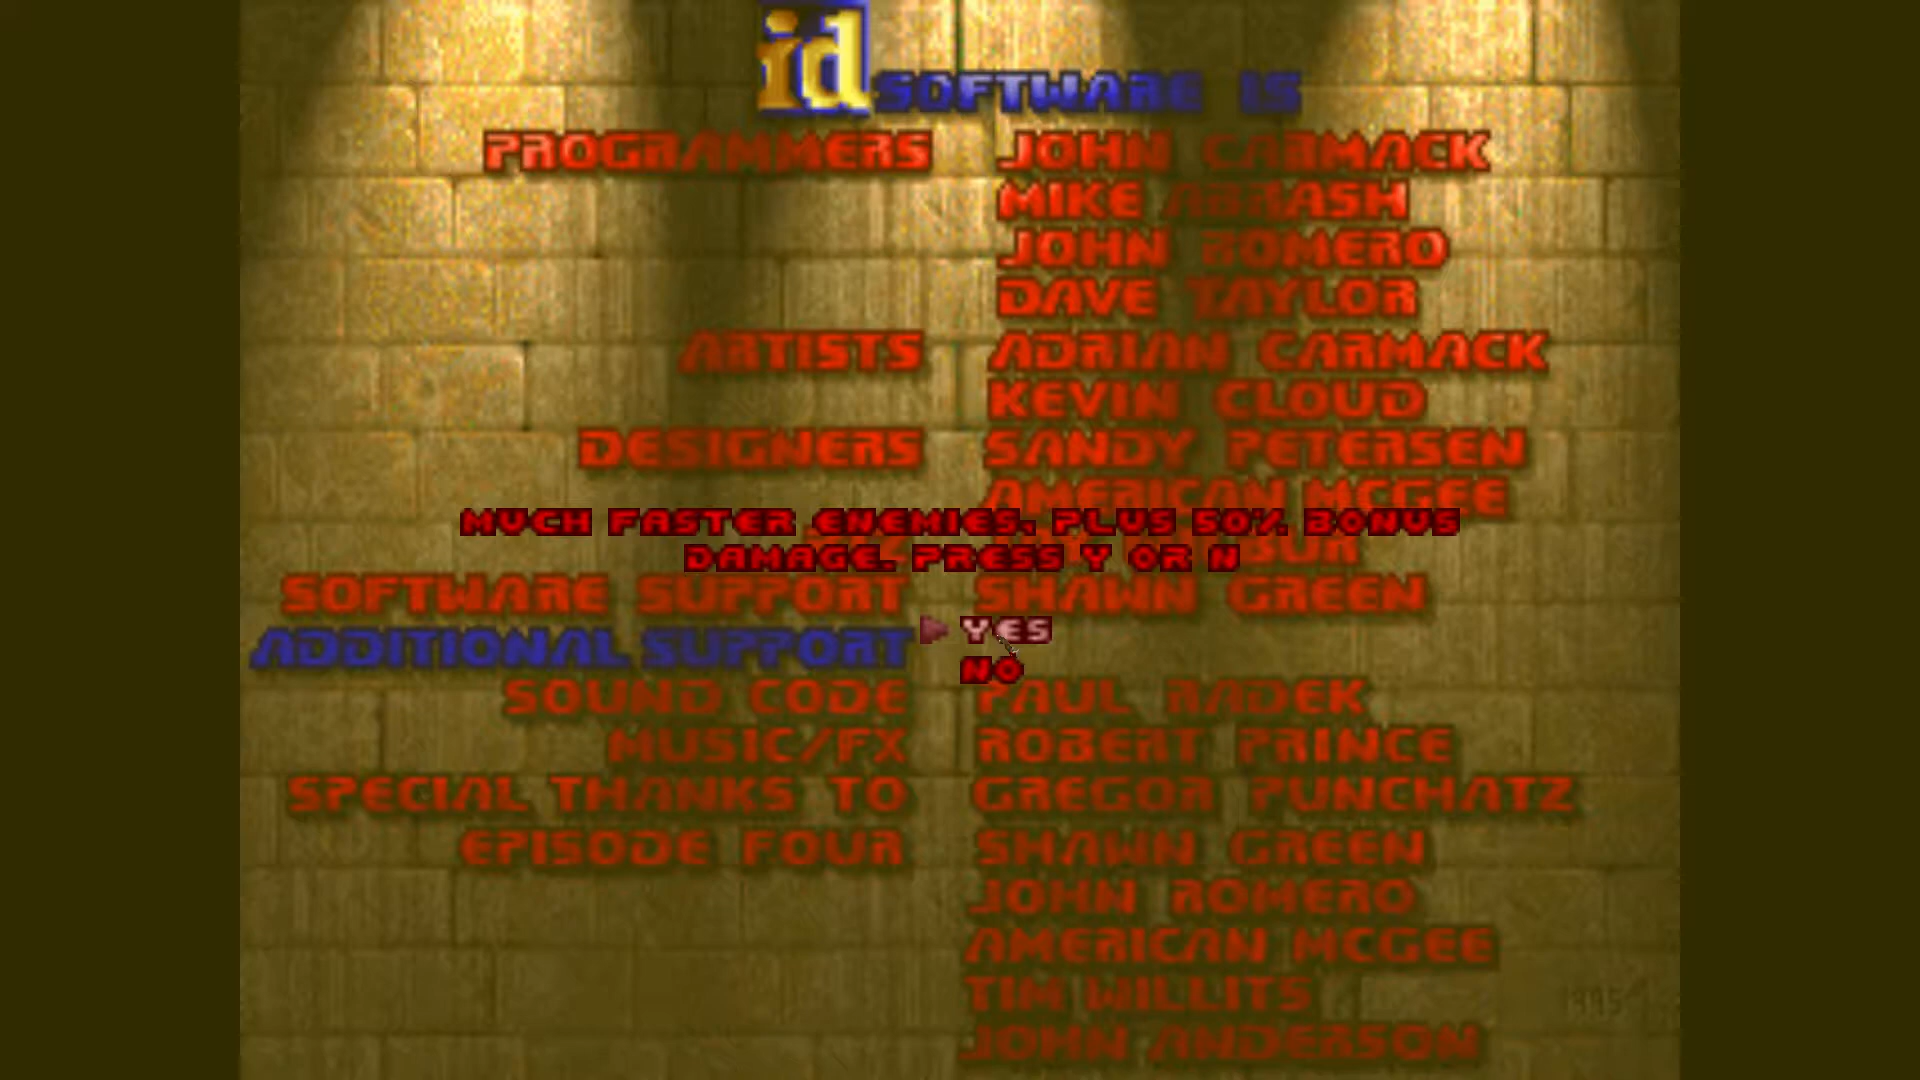 id SOFTWARE IS
PROGRAMMERS JOHN CARMACK
MIKE ABRASH
JOHN ROMERO
DAVE TAYLOR
ARTISTS ADRIAN CARMACK
KEVIN CLOUD
DESIGNERS SANDY PETERSEN
AMERICAN MCGEE
MUCH FASTER ENEMIES. PLUS 50% BONUS
DAMAGE. PRESS Y OR N
SOFTWARE SUPPORT SHAWN GREEN
YES
ADDITIONAL SUPPORT
NO
SOUND CODE PAUL RADEK
MUSIC/FX ROBERT PRINCE
SPECIAL THANKS TO GREGOR PUNCHATZ
EPISODE FOUR SHAWN GREEN
JOHN ROMERO
AMERICAN MCGEE
TIM WILLITS
1995
JOHN ANDERSON